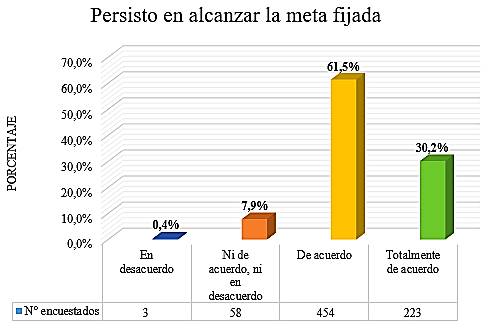 Persisto en alcanzar la meta fijada
PORCENTAJE
70,0%
60,0%
50,0%
40,0%
30,0%
20,0%
10,0%
0,0%
0,4%
7,9%
61,5%
30,2%
En desacuerdo
Ni de acuerdo, ni en desacuerdo
De acuerdo
Totalmente de acuerdo
Nº encuestados 3 58 454 223